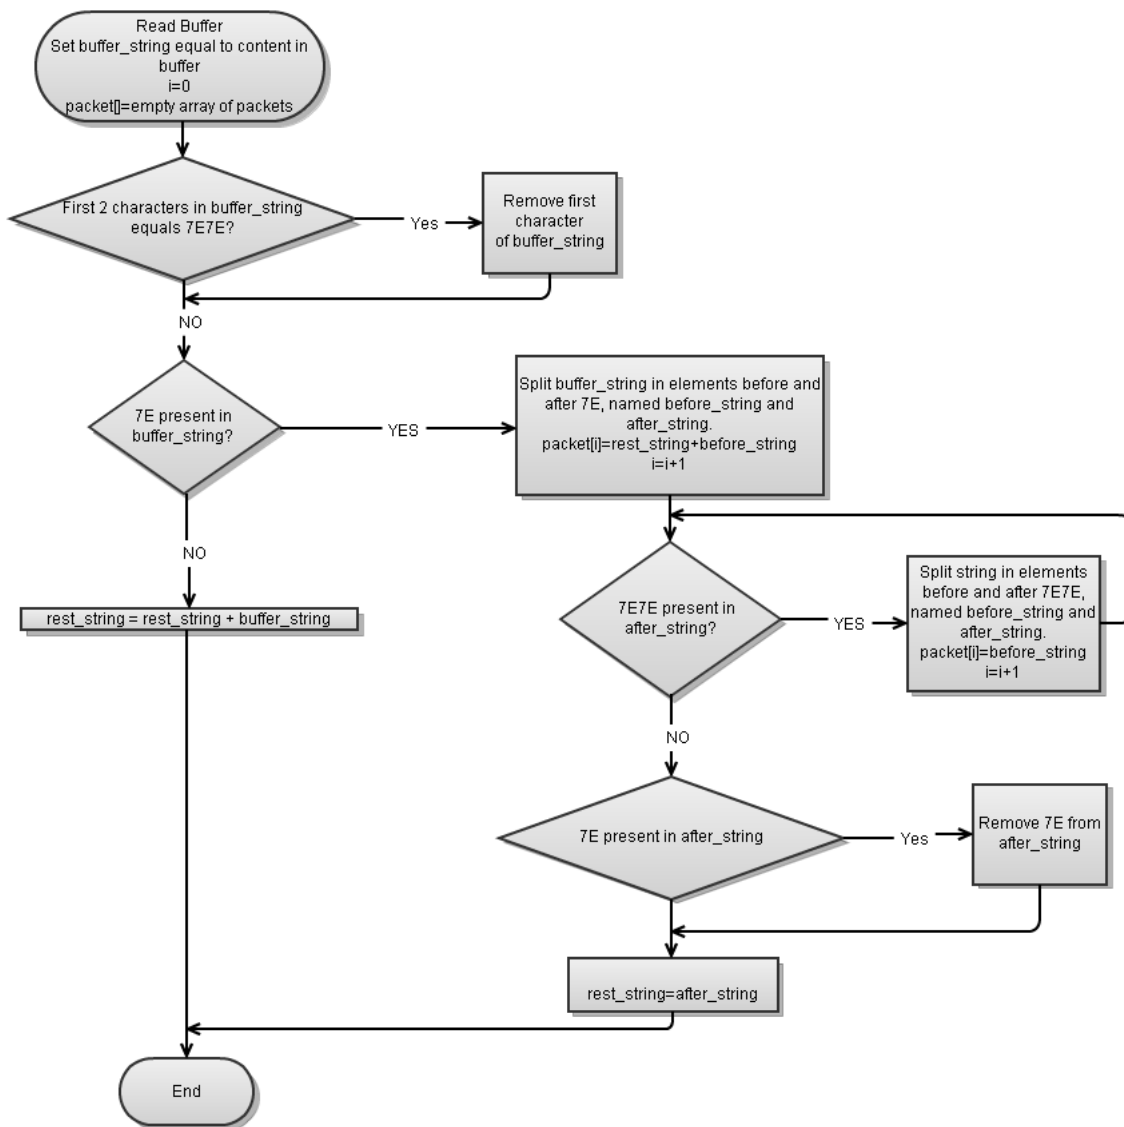 Read Buffer
Set buffer_string equal to content in
buffer
i=0
packet[]=empty array of packets
First 2 characters in buffer_string
equals 7E7E?
Yes
Remove first
character
of buffer_string
NO
7E present in
buffer_string?
YES
Split buffer_string in elements before and
after 7E, named before_string and
after_string.
packet[i]=rest_string+before_string
i=i+1
NO
rest_string = rest_string + buffer_string
7E7E present in
after_string?
YES
Split string in elements
before and after 7E7E,
named before_string and
after_string.
packet[i]=before_string
i=i+1
NO
7E present in after_string
Yes
Remove 7E from
after_string
rest_string=after_string
End